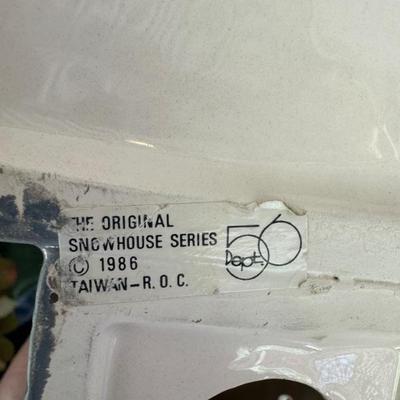 THE ORIGINAL
SNOWHOUSE SERIES
© 1986
TAIWAN-R.O.C.
Dept. 56